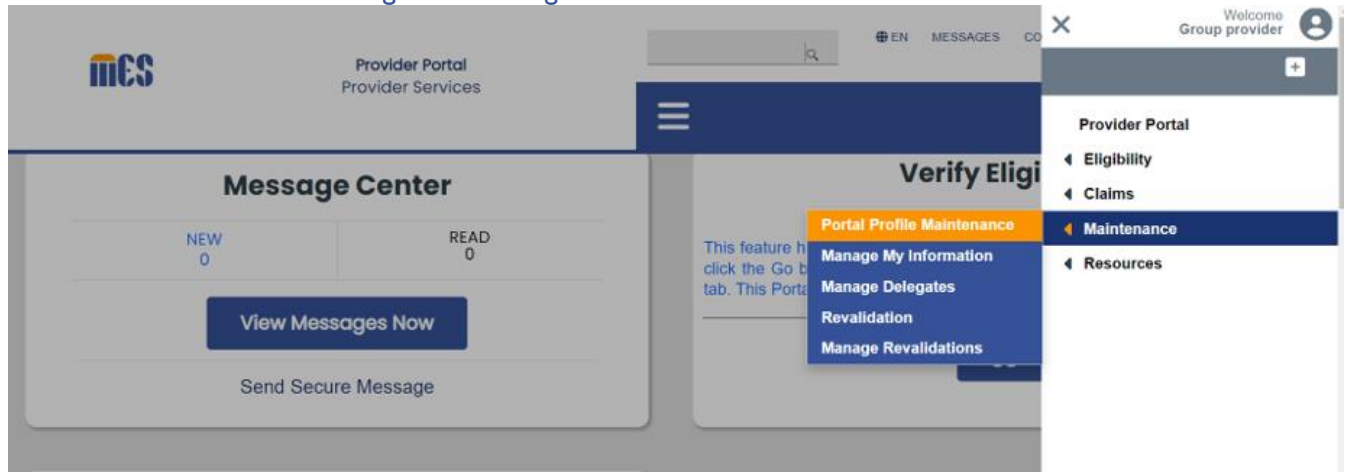 mes
Provider Portal
Provider Services
EN MESSAGES CO
Welcome
Group provider
Message Center
NEW
0
READ
0
View Messages Now
Send Secure Message
Verify Eligi
This feature h
click the Go b
tab. This Porta
Portal Profile Maintenance
Manage My Information
Manage Delegates
Revalidation
Manage Revalidations
Provider Portal
Eligibility
Claims
Maintenance
Resources